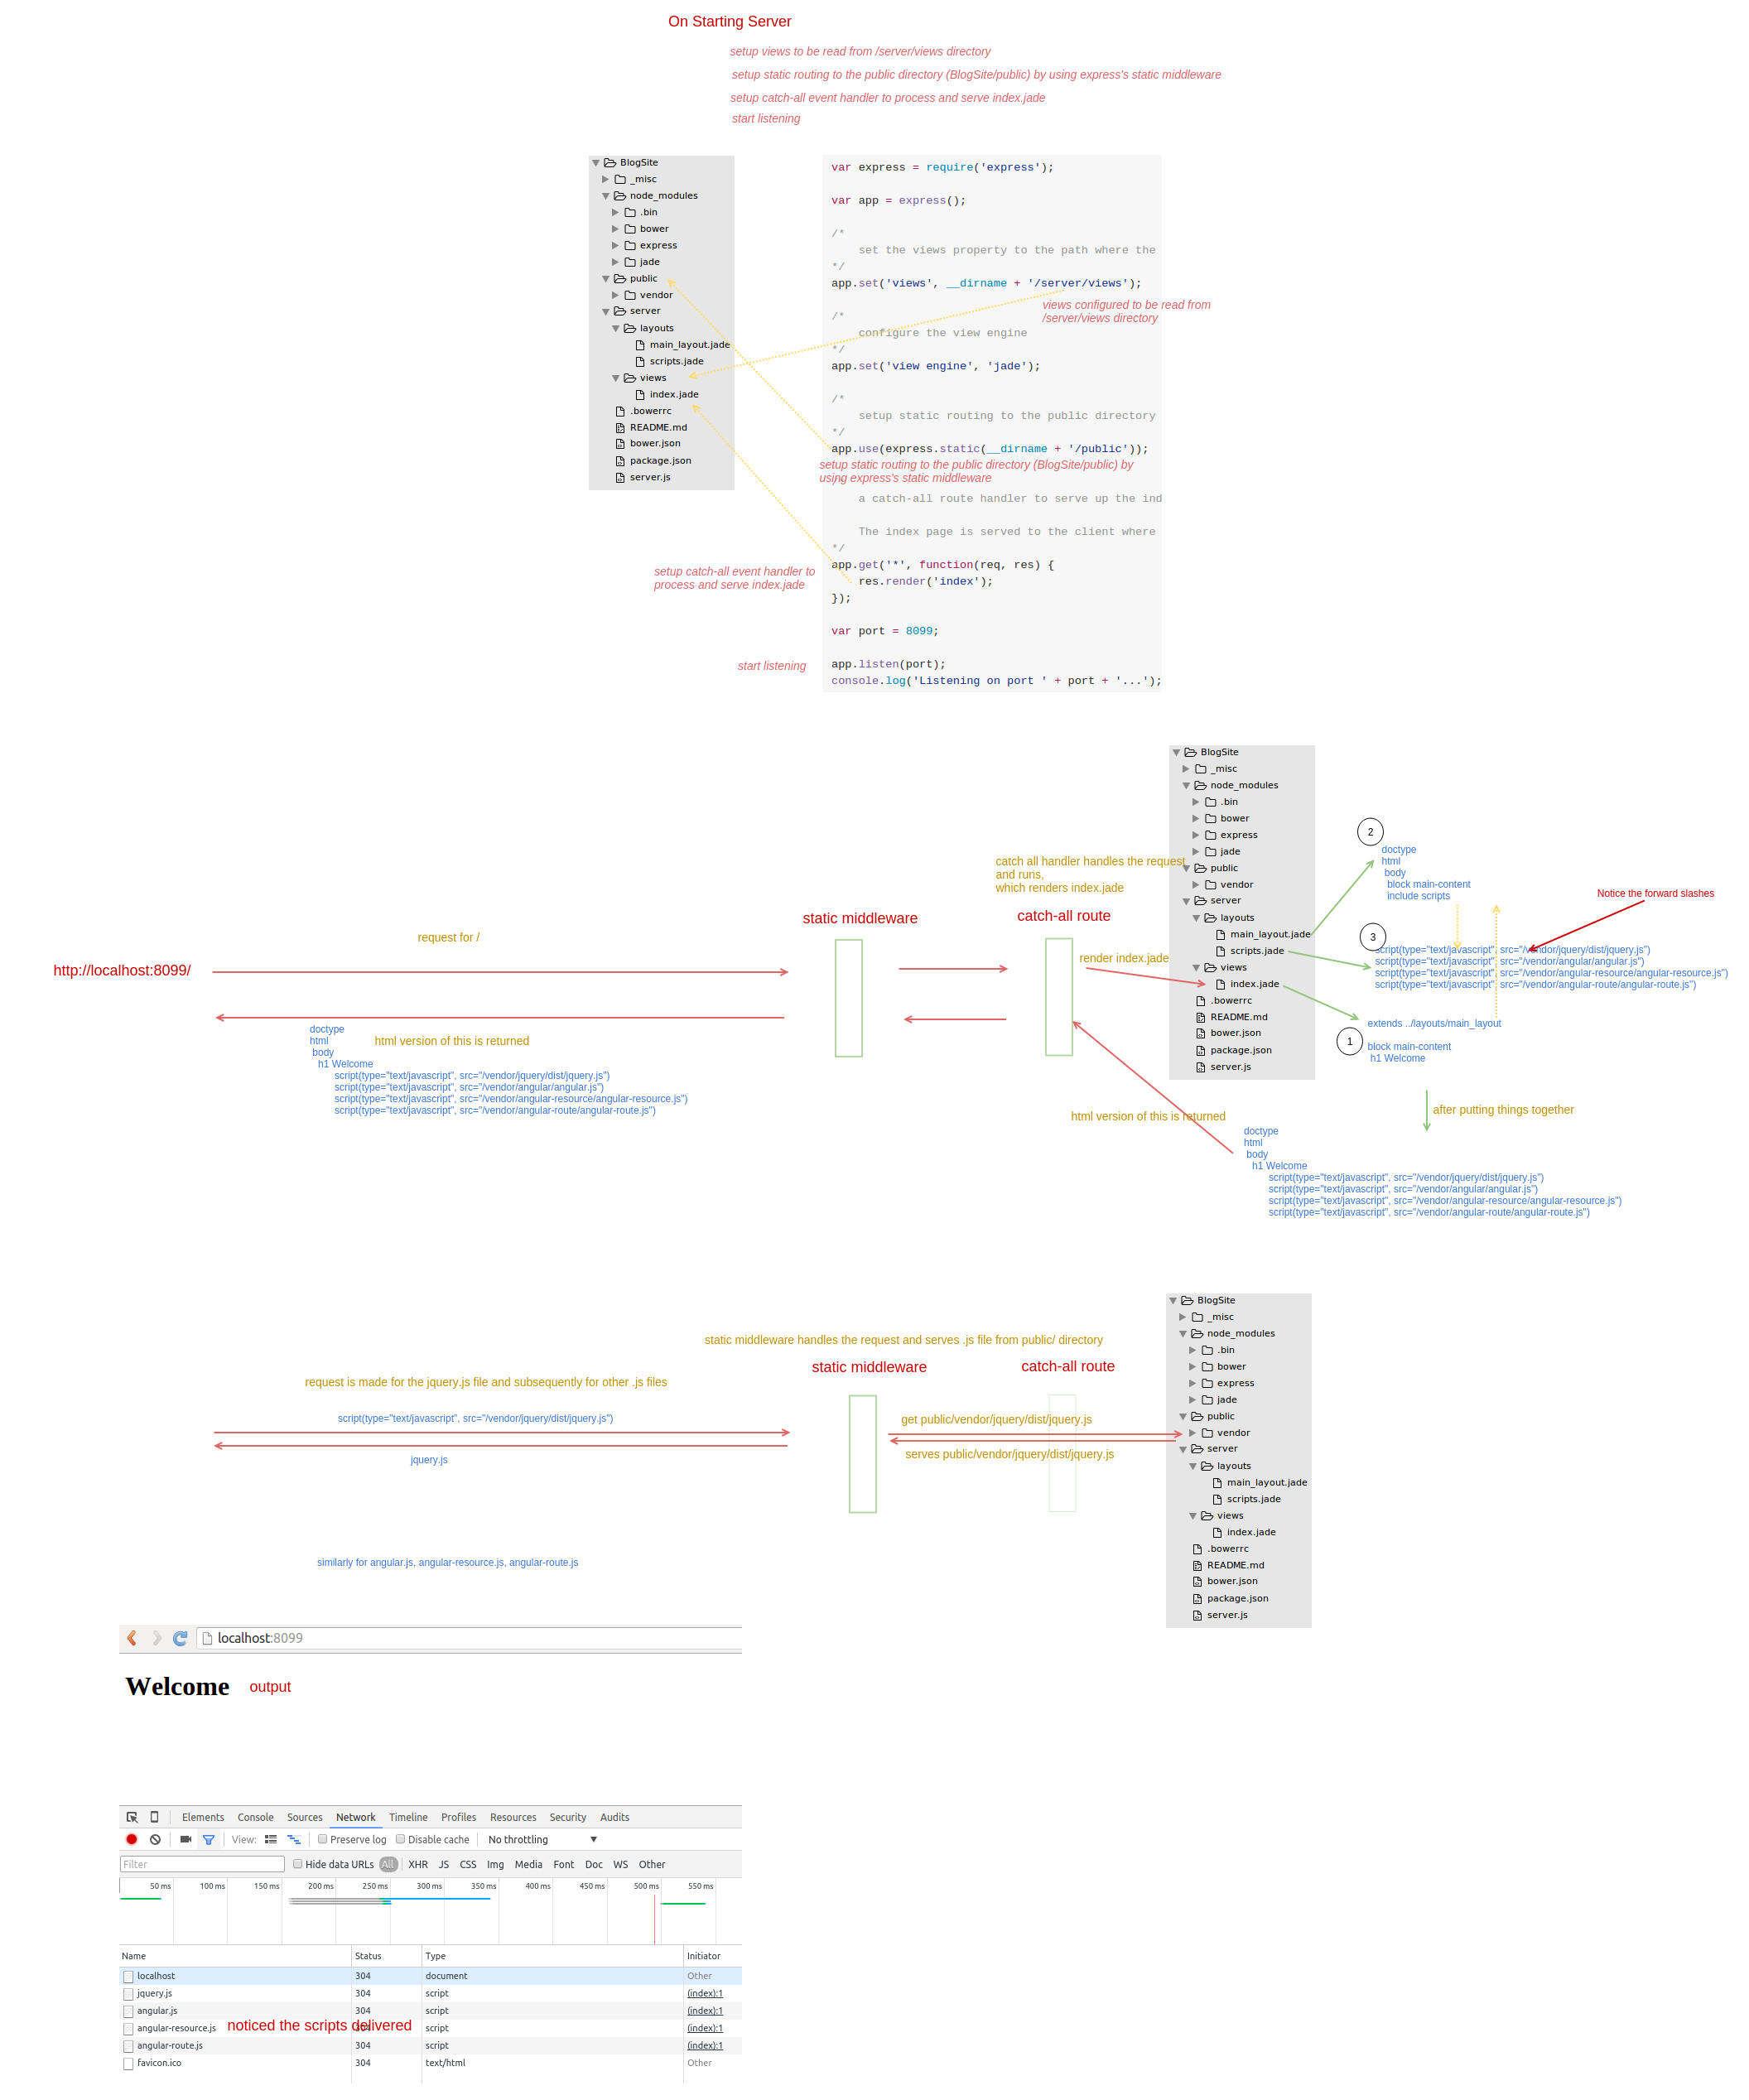 On Starting Server
setup views to be read from /server/views directory
setup static routing to the public directory (BlogSite/public) by using express's static middleware
setup catch-all event handler to process and serve index.jade
start listening
BlogSite
_misc
node_modules
.bin
bower
express
jade
public
vendor
server
layouts
main_layout.jade
scripts.jade
views
index.jade
.bowerrc
README.md
bower.json
package.json
server.js
var express = require('express');
var app = express();
/*
set the views property to the path where the
*/
app.set('views', __dirname + '/server/views');
views configured to be read from
/server/views directory
/*
configure the view engine
*/
app.set('view engine', 'jade');
/*
setup static routing to the public directory
*/
app.use(express.static(__dirname + '/public'));
setup static routing to the public directory (BlogSite/public) by
using express's static middleware
/*
a catch-all route handler to serve up the ind
The index page is served to the client where
*/
app.get('*', function(req, res) {
res.render('index');
});
setup catch-all event handler to
process and serve index.jade
var port = 8099;
start listening
app.listen(port);
console.log('Listening on port ' + port + '...');
http://localhost:8099/
request for /
static middleware
catch all handler handles the request
and runs,
which renders index.jade
catch-all route
render index.jade
BlogSite
_misc
node_modules
.bin
bower
express
jade
public
vendor
server
layouts
main_layout.jade
scripts.jade
views
index.jade
.bowerrc
README.md
bower.json
package.json
server.js
2
doctype
html
body
block main-content
include scripts
Notice the forward slashes
3
script(type="text/javascript", src="/vendor/jquery/dist/jquery.js")
script(type="text/javascript", src="/vendor/angular/angular.js")
script(type="text/javascript", src="/vendor/angular-resource/angular-resource.js")
script(type="text/javascript", src="/vendor/angular-route/angular-route.js")
1
extends ../layouts/main_layout
block main-content
h1 Welcome
after putting things together
html version of this is returned
doctype
html
body
h1 Welcome
script(type="text/javascript", src="/vendor/jquery/dist/jquery.js")
script(type="text/javascript", src="/vendor/angular/angular.js")
script(type="text/javascript", src="/vendor/angular-resource/angular-resource.js")
script(type="text/javascript", src="/vendor/angular-route/angular-route.js")
doctype
html
body
h1 Welcome
html version of this is returned
script(type="text/javascript", src="/vendor/jquery/dist/jquery.js")
script(type="text/javascript", src="/vendor/angular/angular.js")
script(type="text/javascript", src="/vendor/angular-resource/angular-resource.js")
script(type="text/javascript", src="/vendor/angular-route/angular-route.js")
static middleware handles the request and serves .js file from public/ directory
static middleware
catch-all route
request is made for the jquery.js file and subsequently for other .js files
script(type="text/javascript", src="/vendor/jquery/dist/jquery.js")
jquery.js
get public/vendor/jquery/dist/jquery.js
serves public/vendor/jquery/dist/jquery.js
similarly for angular.js, angular-resource.js, angular-route.js
BlogSite
_misc
node_modules
.bin
bower
express
jade
public
vendor
server
layouts
main_layout.jade
scripts.jade
views
index.jade
.bowerrc
README.md
bower.json
package.json
server.js
localhost:8099
Welcome
output
Elements Console Sources Network Timeline Profiles Resources Security Audits
View: Preserve log Disable cache No throttling
Filter Hide data URLs All XHR JS CSS Img Media Font Doc WS Other
50 ms 100 ms 150 ms 200 ms 250 ms 300 ms 350 ms 400 ms 450 ms 500 ms 550 ms
Name Status Type Initiator
localhost 304 document Other
jquery.js 304 script (index):1
angular.js 304 script (index):1
angular-resource.js 304 script (index):1
noticed the scripts delivered
angular-route.js 304 script (index):1
favicon.ico 304 text/html Other